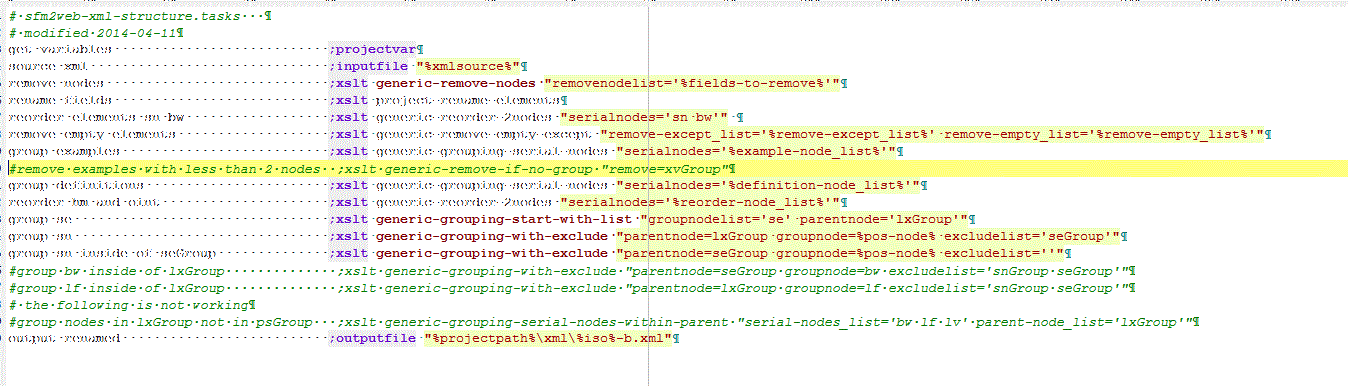 # sfm2web-xml-structure.tasks
# modified 2014-04-11
get variables ;projectvar
source xml ;inputfile "%xmlsource%"
remove nodes ;xslt generic-remove-nodes "removenodelist='%fields-to-remove%'"
rename fields ;xslt project-rename-elements
reorder elements sn bw ;xslt generic-reorder-2nodes "serialnodes='sn bw'"
remove empty elements ;xslt generic-remove-empty-except "remove-except_list='%remove-except_list%' remove-empty_list='%remove-empty_list%'"
group examples ;xslt generic-grouping-serial-nodes "serialnodes='%example-node_list%'"
#remove examples with less than 2 nodes ;xslt generic-remove-if-no-group "remove=xvGroup"
group definitions ;xslt generic-grouping-serial-nodes "serialnodes='%definition-node_list%'"
reorder hm and ;xslt generic-reorder-2nodes "serialnodes='%reorder-node_list%'"
group se ;xslt generic-grouping-start-with-list "groupnodelist='se' parentnode='lxGroup'"
group sn ;xslt generic-grouping-with-exclude "parentnode=lxGroup groupnode=%pos-node% excludelist='seGroup'"
group sn inside of seGroup ;xslt generic-grouping-with-exclude "parentnode=seGroup groupnode=%pos-node% excludelist=''"
#group bw inside of lxGroup ;xslt generic-grouping-with-exclude "parentnode=seGroup groupnode=bw excludelist='snGroup seGroup'"
#group lf inside of lxGroup ;xslt generic-grouping-with-exclude "parentnode=lxGroup groupnode=lf excludelist='snGroup seGroup'"
# the following is not working
#group nodes in lxGroup not in psGroup ;xslt generic-grouping-serial-nodes-within-parent "serial-nodes_list='bw lf lv' parent-node_list='lxGroup'"
output renamed ;outputfile "%projectpath%\xml\%iso%-b.xml"